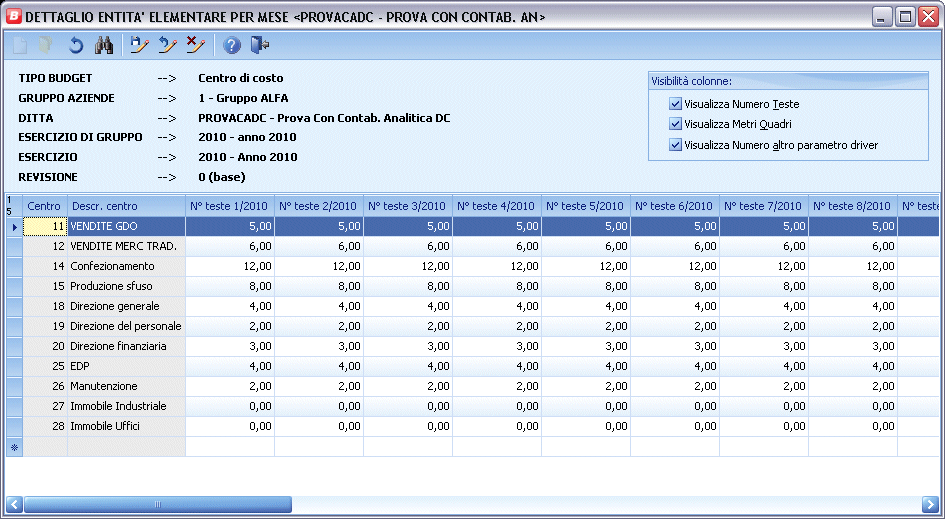 B DETTAGLIO ENTITA' ELEMENTARE PER MESE <PROVACADC - PROVA CON CONTAB. AN>
TIPO BUDGET --> Centro di costo
GRUPPO AZIENDE --> 1 - Gruppo ALFA
DITTA --> PROVACADC - Prova Con Contab. Analitica DC
ESERCIZIO DI GRUPPO --> 2010 - anno 2010
ESERCIZIO --> 2010 - Anno 2010
REVISIONE --> 0 (base)
Visibilità colonne:
Visualizza Numero Teste
Visualizza Metri Quadri
Visualizza Numero altro parametro driver
1 5 Centro Descr. centro N° teste 1/2010 N° teste 2/2010 N° teste 3/2010 N° teste 4/2010 N° teste 5/2010 N° teste 6/2010 N° teste 7/2010 N° teste 8/2010 N° teste
11 VENDITE GDO 5,00 5,00 5,00 5,00 5,00 5,00 5,00 5,00
12 VENDITE MERC TRAD. 6,00 6,00 6,00 6,00 6,00 6,00 6,00 6,00
14 Confezionamento 12,00 12,00 12,00 12,00 12,00 12,00 12,00 12,00
15 Produzione sfuso 8,00 8,00 8,00 8,00 8,00 8,00 8,00 8,00
18 Direzione generale 4,00 4,00 4,00 4,00 4,00 4,00 4,00 4,00
19 Direzione del personale 2,00 2,00 2,00 2,00 2,00 2,00 2,00 2,00
20 Direzione finanziaria 3,00 3,00 3,00 3,00 3,00 3,00 3,00 3,00
25 EDP 4,00 4,00 4,00 4,00 4,00 4,00 4,00 4,00
26 Manutenzione 2,00 2,00 2,00 2,00 2,00 2,00 2,00 2,00
27 Immobile Industriale 0,00 0,00 0,00 0,00 0,00 0,00 0,00 0,00
28 Immobile Uffici 0,00 0,00 0,00 0,00 0,00 0,00 0,00 0,00